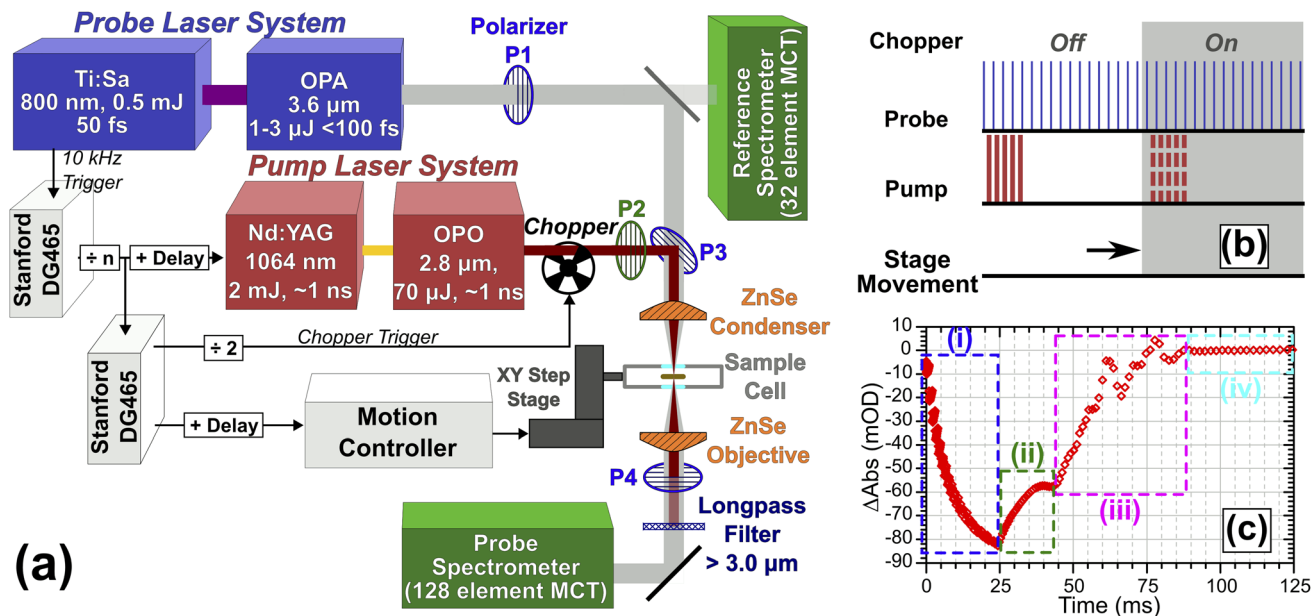 Probe Laser System
Ti:Sa
800 nm, 0.5 mJ
50 fs
OPA
3.6 µm
1-3 µJ <100 fs
Polarizer
P1
Reference
Spectrometer
(32 element MCT)
10 kHz
Trigger
Pump Laser System
Stanford
DG465
÷ n
+ Delay
Nd:YAG
1064 nm
2 mJ, ~1 ns
OPO
2.8 µm,
70 µJ, ~1 ns
Chopper
P2
P3
ZnSe
Condenser
Stanford
DG465
÷ 2
Chopper Trigger
XY Step
Stage
Sample
Cell
+ Delay
Motion
Controller
ZnSe
Objective
P4
Longpass
Filter
> 3.0 µm
Probe
Spectrometer
(128 element MCT)
(a)
Chopper
Off
On
Probe
Pump
Stage
Movement
(b)
10
0
-10
-20
-30
-40
-50
-60
-70
-80
-90
ΔAbs (mOD)
(i)
(ii)
(iii)
(iv)
(c)
0
25
50
75
100
125
Time (ms)